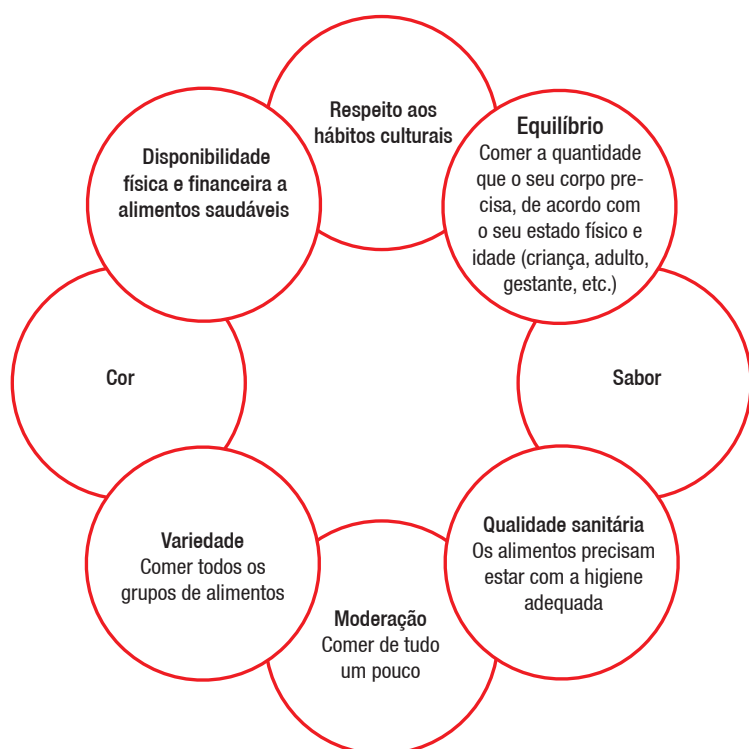 Respeito aos
hábitos culturais
Equilíbrio
Comer a quantidade
que o seu corpo pre-
cisa, de acordo com
o seu estado físico e
idade (criança, adulto,
gestante, etc.)
Sabor
Qualidade sanitária
Os alimentos precisam
estar com a higiene
adequada
Moderação
Comer de tudo
um pouco
Variedade
Comer todos os
grupos de alimentos
Cor
Disponibilidade
física e financeira a
alimentos saudáveis